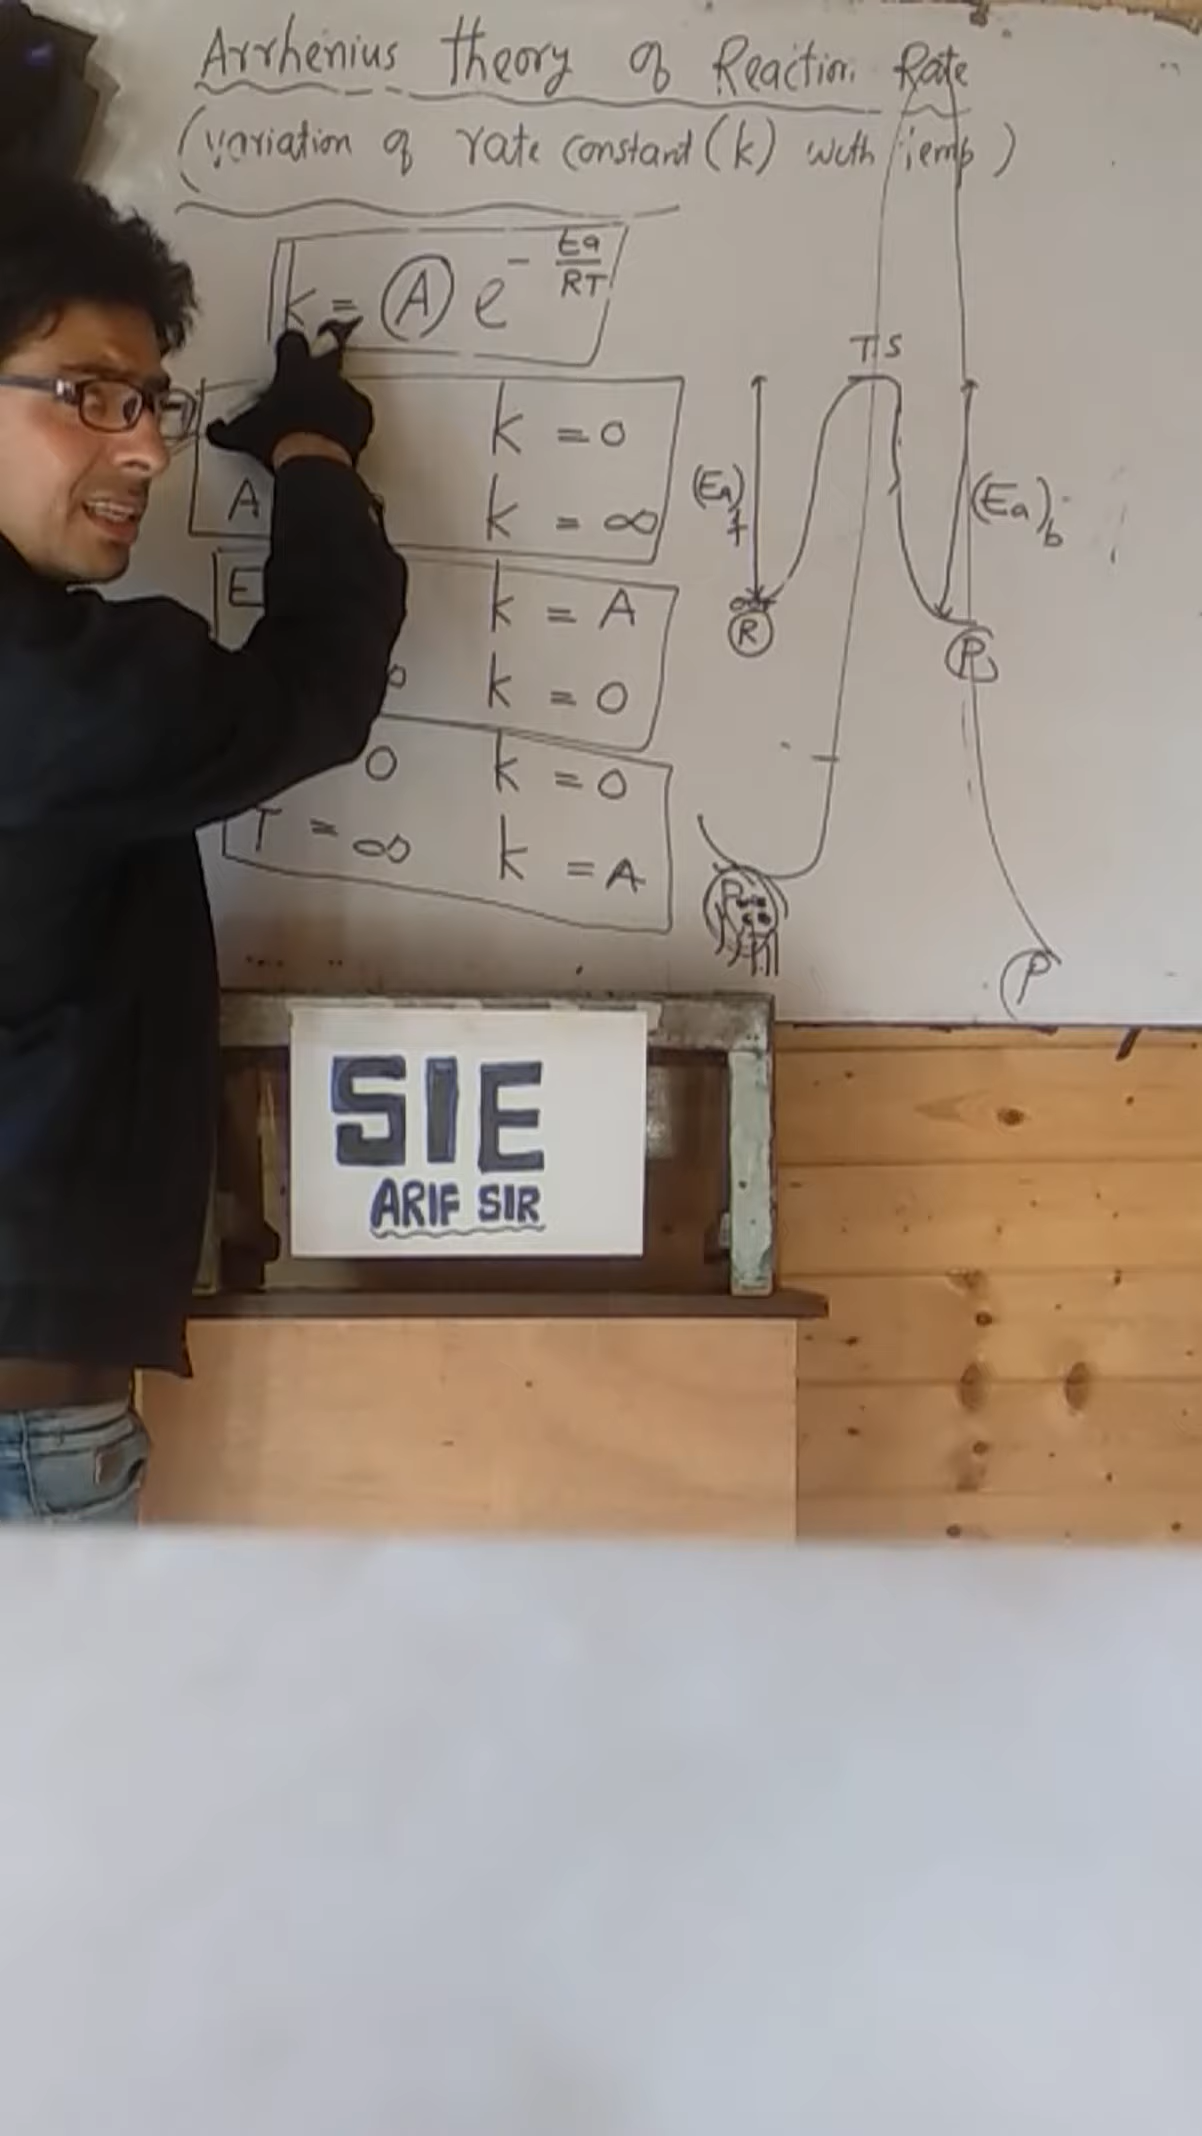 Arrhenius theory of Reaction Rate
(variation of rate constant (k) with Temp)
k = A e^-Ea/RT
k = 0
A k = ∞
E k = A
k = 0
0 k = 0
T = ∞ k = A
TS
(Ea)f
(Ea)b
R
P
P
SIE
ARIF SIR